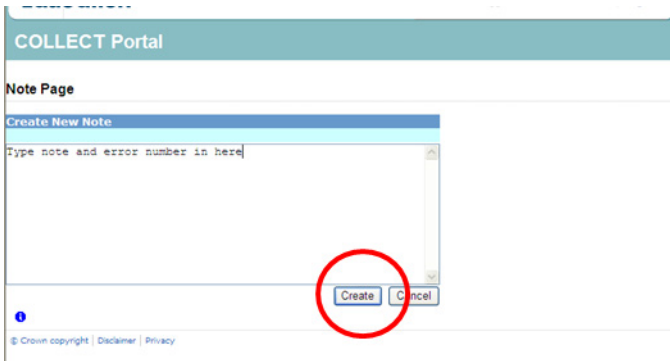 COLLECT Portal
Note Page
Create New Note
Type note and error number in here
Create Cancel
© Crown copyright | Disclaimer | Privacy